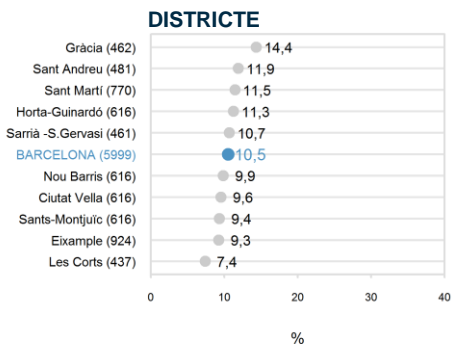 DISTRICTE
Gràcia (462) 14,4
Sant Andreu (481) 11,9
Sant Martí (770) 11,5
Horta-Guinardó (616) 11,3
Sarrià -S.Gervasi (461) 10,7
BARCELONA (5999) 10,5
Nou Barris (616) 9,9
Ciutat Vella (616) 9,6
Sants-Montjuïc (616) 9,4
Eixample (924) 9,3
Les Corts (437) 7,4
0 10 20 30 40
%